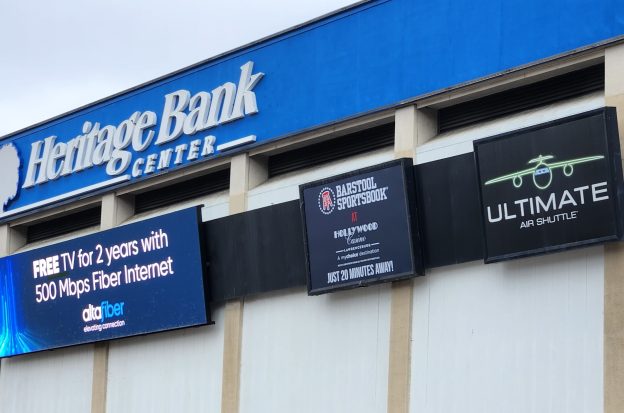 Heritage Bank
CENTER
FREE TV for 2 years with
500 Mbps Fiber Internet
altafiber
elevating connection
BARSTOOL
SPORTSBOOK
AT
HOLLYWOOD
Casino
LAWRENCEBURG
A mychoice destination
JUST 20 MINUTES AWAY!
ULTIMATE
AIR SHUTTLE